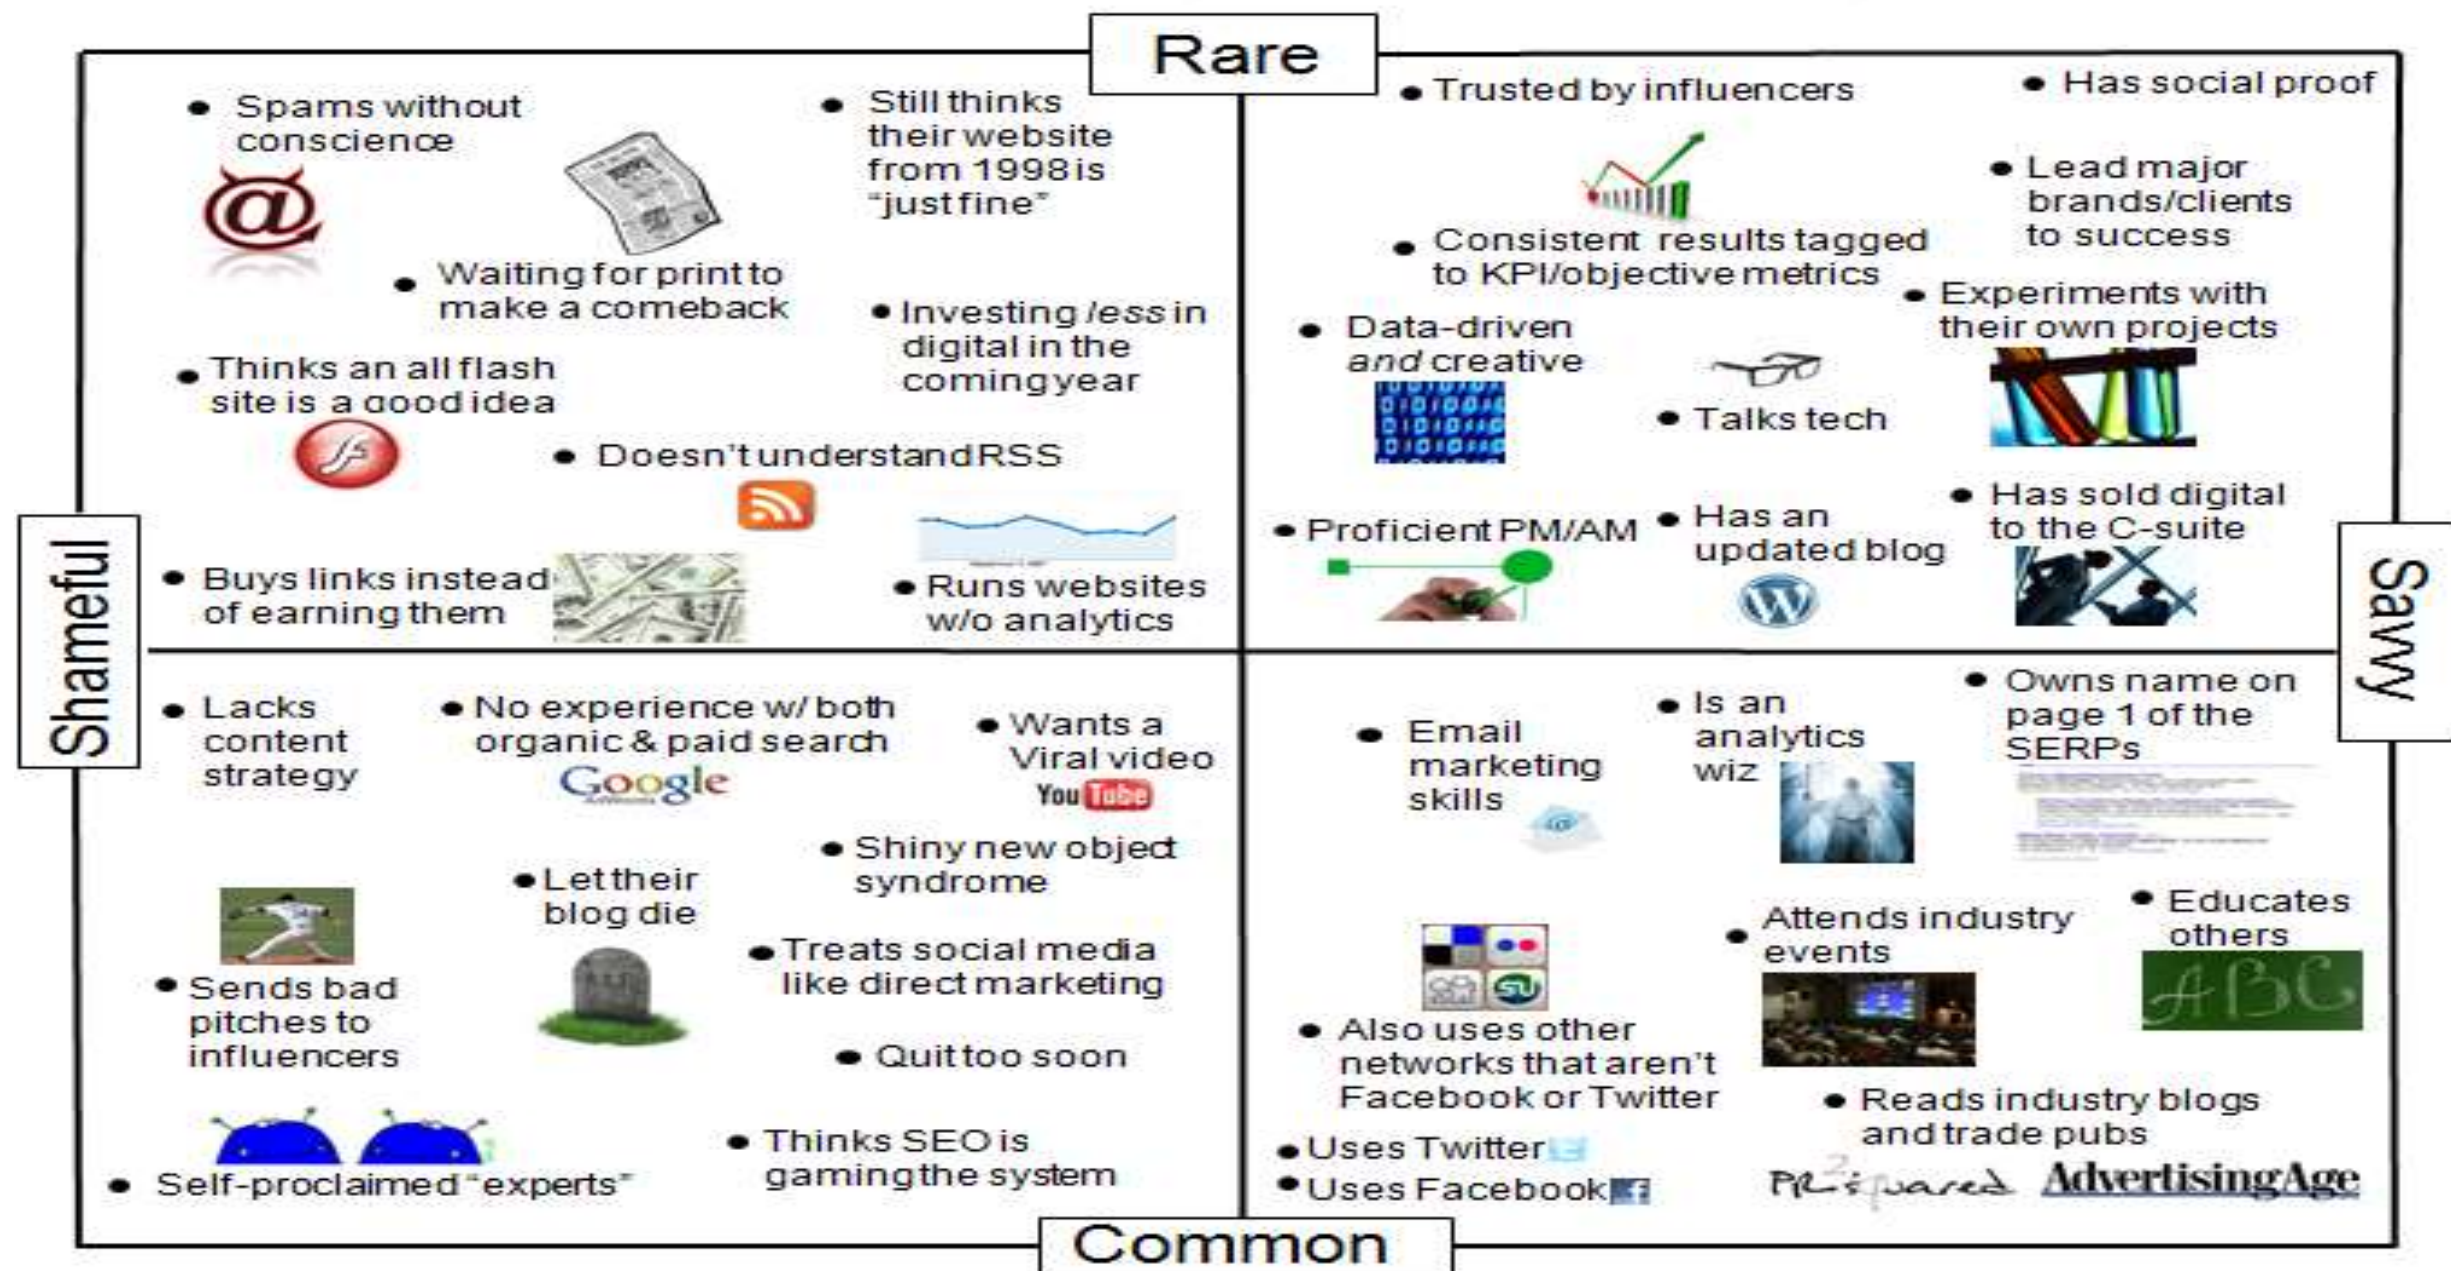 Rare
Spams without
conscience
Still thinks
their website
from 1998 is
"just fine"
Waiting for print to
make a comeback
Investing less in
digital in the
coming year
Thinks an all flash
site is a good idea
Doesn't understand RSS
Buys links instead
of earning them
Runs websites
w/o analytics
Trusted by influencers
Has social proof
Lead major
brands/clients
to success
Consistent results tagged
to KPI/objective metrics
Experiments with
their own projects
Data-driven
and creative
Talks tech
Proficient PM/AM
Has an
updated blog
Has sold digital
to the C-suite
Shameful
Savvy
Lacks
content
strategy
No experience w/ both
organic & paid search
Google
AdWords
Wants a
Viral video
YouTube
Shiny new object
syndrome
Let their
blog die
RIP
Sends bad
pitches to
influencers
Treats social media
like direct marketing
Quit too soon
Self-proclaimed "experts"
Thinks SEO is
gaming the system
Email
marketing
skills
Is an
analytics
wiz
Owns name on
page 1 of the
SERPs
Attends industry
events
Educates
others
ABC
Also uses other
networks that aren't
Facebook or Twitter
Reads industry blogs
and trade pubs
Uses Twitter
Uses Facebook
PR squared
AdvertisingAge
Common